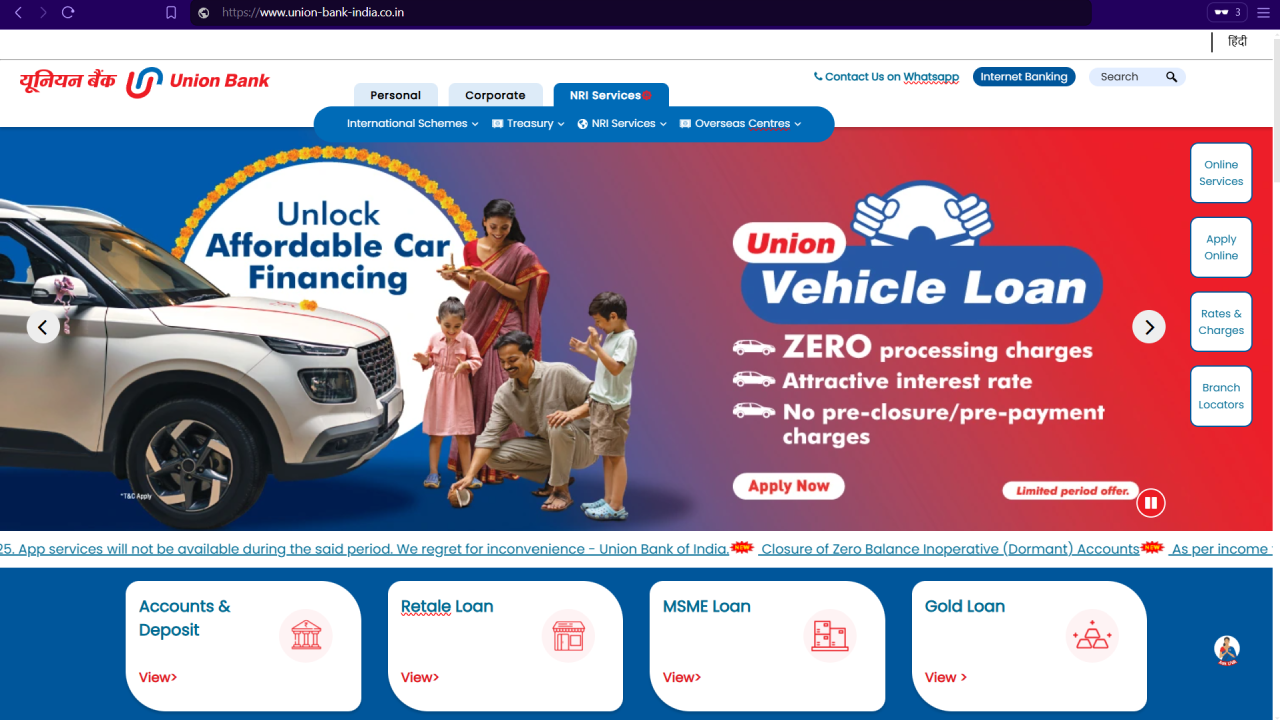 https://www.union-bank-india.co.in
3
हिंदी
यूनियन बैंक Union Bank
Contact Us on Whatsapp
Internet Banking
Search
Personal
Corporate
NRI Services
International Schemes
Treasury
NRI Services
Overseas Centres
Online Services
Apply Online
Rates & Charges
Branch Locators
Unlock
Affordable Car
Financing
*T&C Apply
Union
Vehicle Loan
ZERO processing charges
Attractive interest rate
No pre-closure/pre-payment
charges
Apply Now
Limited period offer.
25. App services will not be available during the said period. We regret for inconvenience - Union Bank of India. NEW Closure of Zero Balance Inoperative (Dormant) Accounts NEW As per income
Accounts &
Deposit
View>
Retale Loan
View>
MSME Loan
View>
Gold Loan
View >